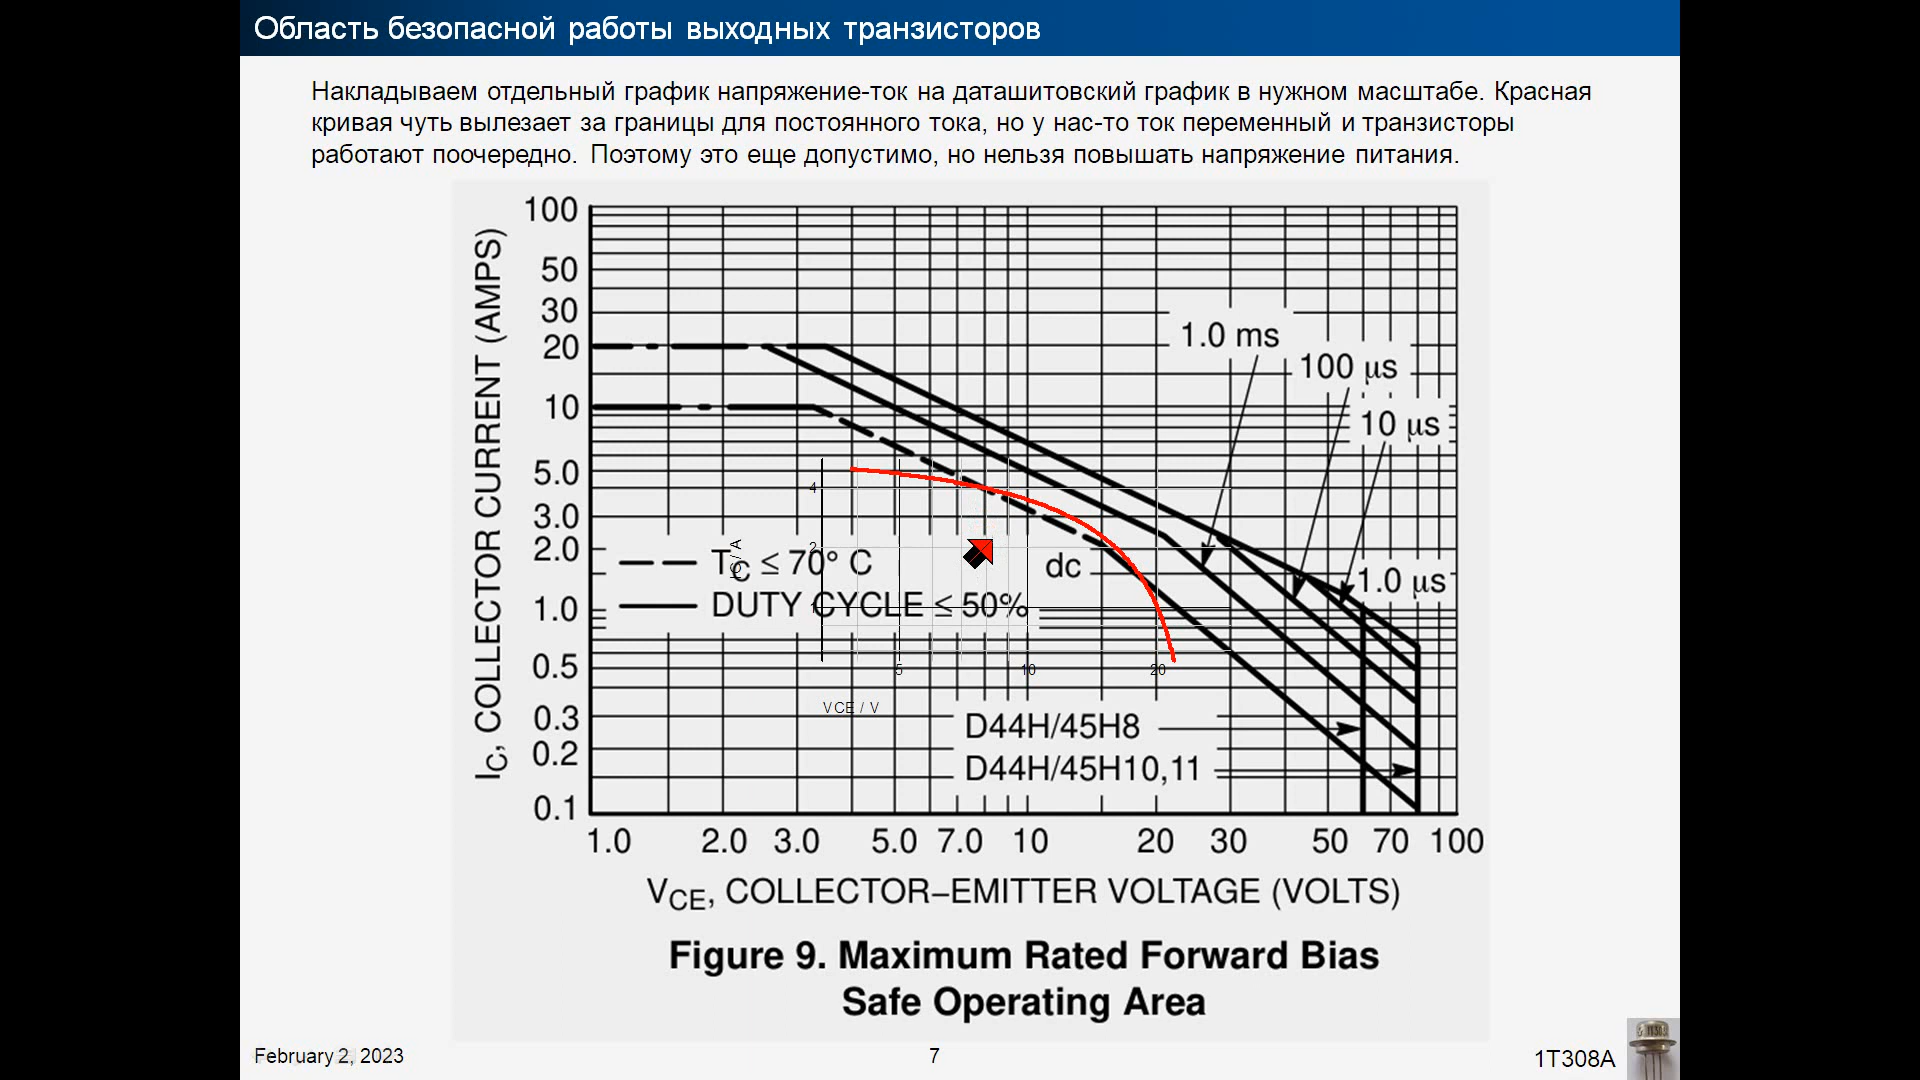 Область безопасной работы выходных транзисторов
Накладываем отдельный график напряжение-ток на даташитовский график в нужном масштабе. Красная
кривая чуть вылезает за границы для постоянного тока, но у нас-то ток переменный и транзисторы
работают поочередно. Поэтому это еще допустимо, но нельзя повышать напряжение питания.
IC, COLLECTOR CURRENT (AMPS)
100
50
30
20
10
5.0
3.0
2.0
1.0
0.5
0.3
0.2
0.1
1.0 ms
100 μs
10 μs
1.0 μs
dc
TC ≤ 70° C
DUTY CYCLE ≤ 50%
4
2
1
5 10 20
VCE / V
D44H/45H8
D44H/45H10,11
1.0 2.0 3.0 5.0 7.0 10 20 30 50 70 100
VCE, COLLECTOR–EMITTER VOLTAGE (VOLTS)
Figure 9. Maximum Rated Forward Bias
Safe Operating Area
February 2, 2023
7
1T308A